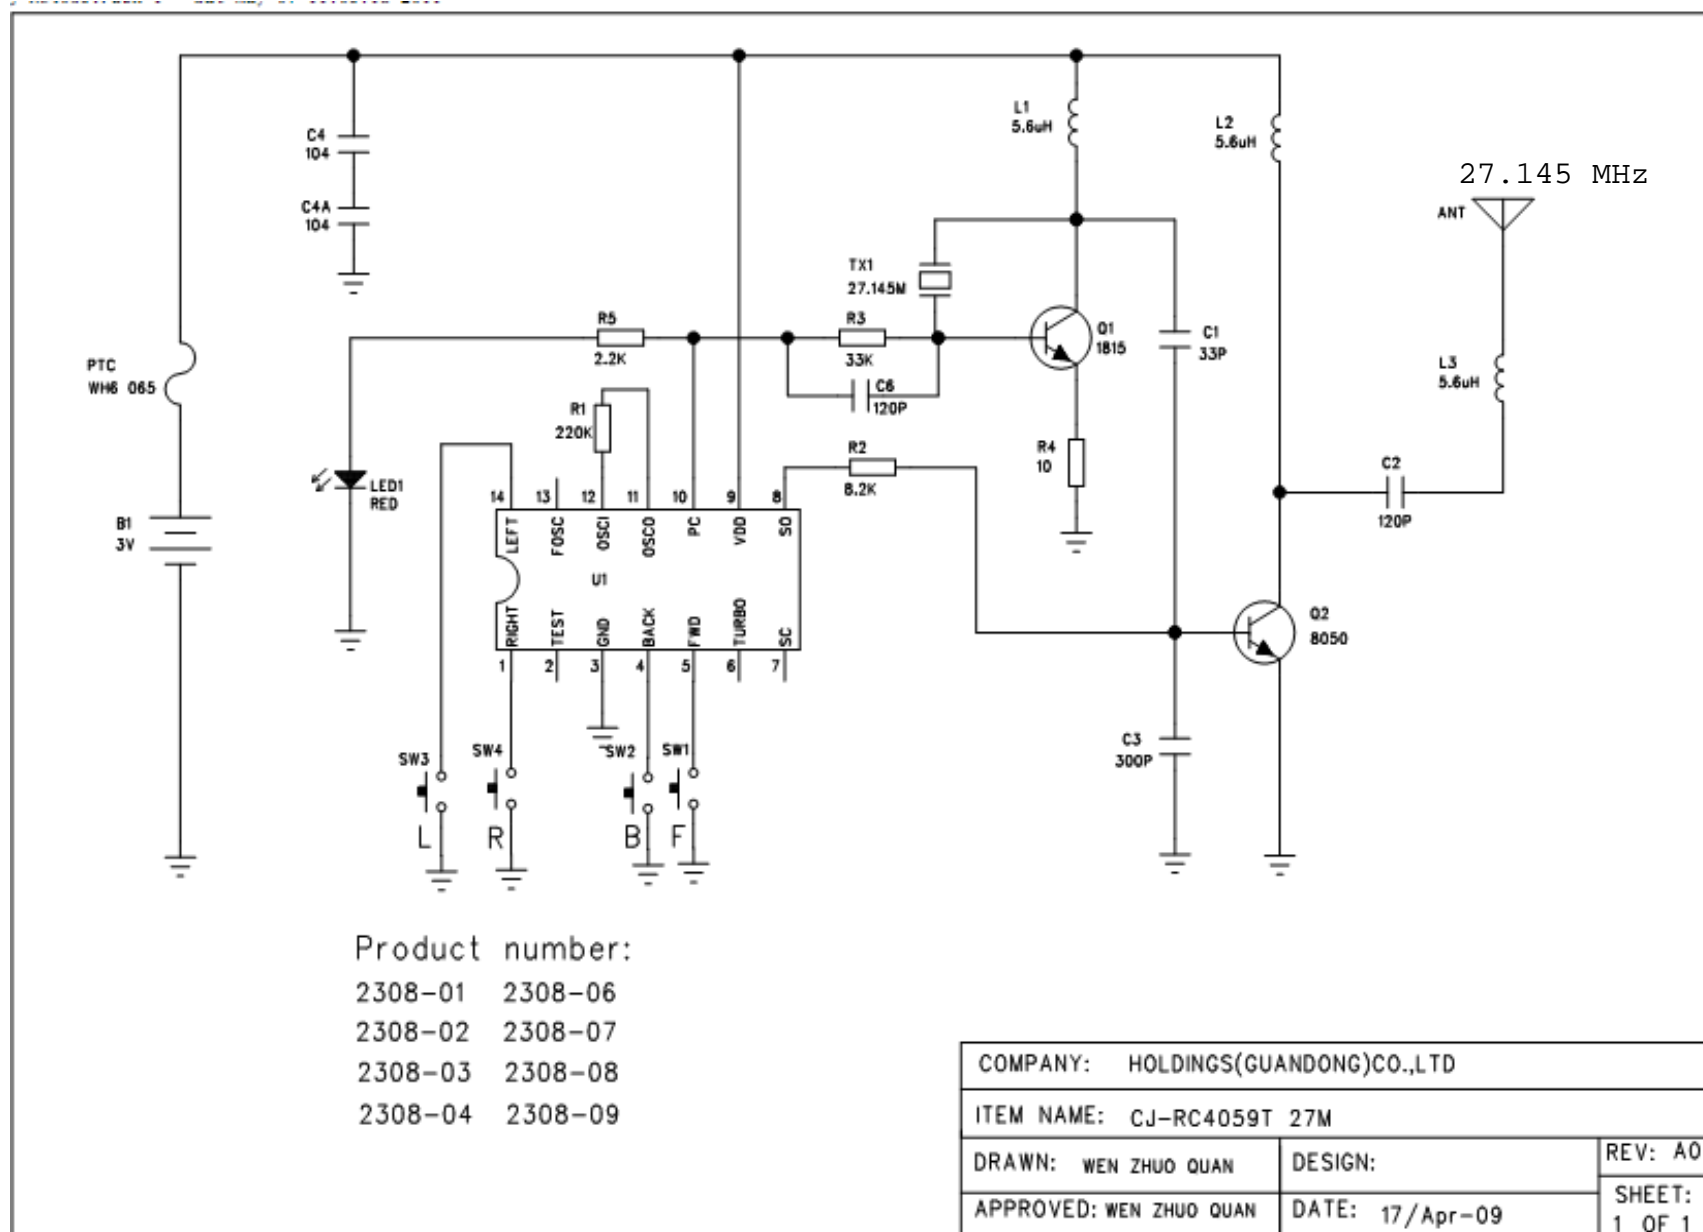 27.145 MHz
ANT
L1
5.6uH
L2
5.6uH
C4
104
C4A
104
TX1
27.145M
R5
2.2K
R3
33K
C6
120P
Q1
1815
C1
33P
L3
5.6uH
PTC
WH6 065
R1
220K
R2
8.2K
R4
10
C2
120P
LED1
RED
B1
3V
14 13 12 11 10 9 8
LEFT FOSC OSCI OSCO PC VDD SO
U1
RIGHT TEST GND BACK FWD TURBO SC
1 2 3 4 5 6 7
Q2
8050
C3
300P
SW3 SW4 SW2 SW1
L R B F
Product number:
2308-01 2308-06
2308-02 2308-07
2308-03 2308-08
2308-04 2308-09
COMPANY: HOLDINGS(GUANDONG)CO.,LTD
ITEM NAME: CJ-RC4059T 27M
DRAWN: WEN ZHUO QUAN DESIGN: REV: A0
APPROVED: WEN ZHUO QUAN DATE: 17/Apr-09
SHEET:
1 OF 1